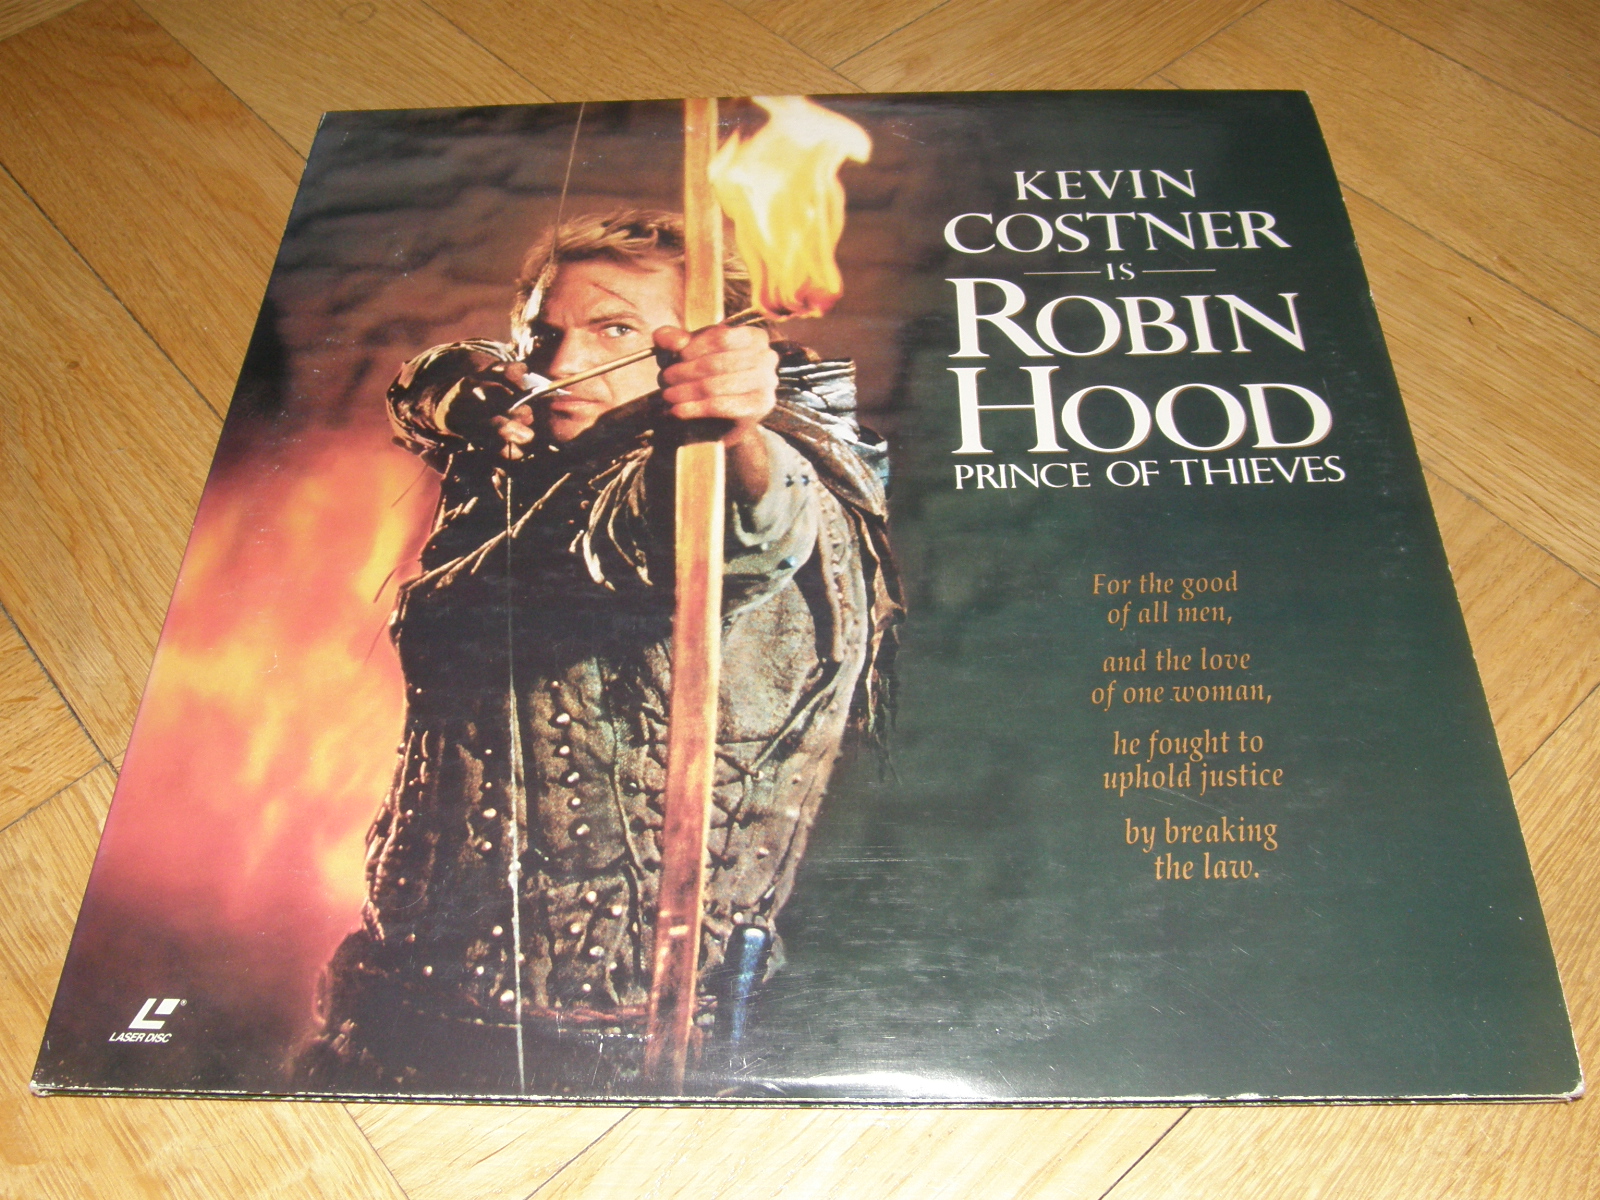 KEVIN
COSTNER
IS
ROBIN
HOOD
PRINCE OF THIEVES
For the good
of all men,
and the love
of one woman,
he fought to
uphold justice
by breaking
the law.
LASER DISC